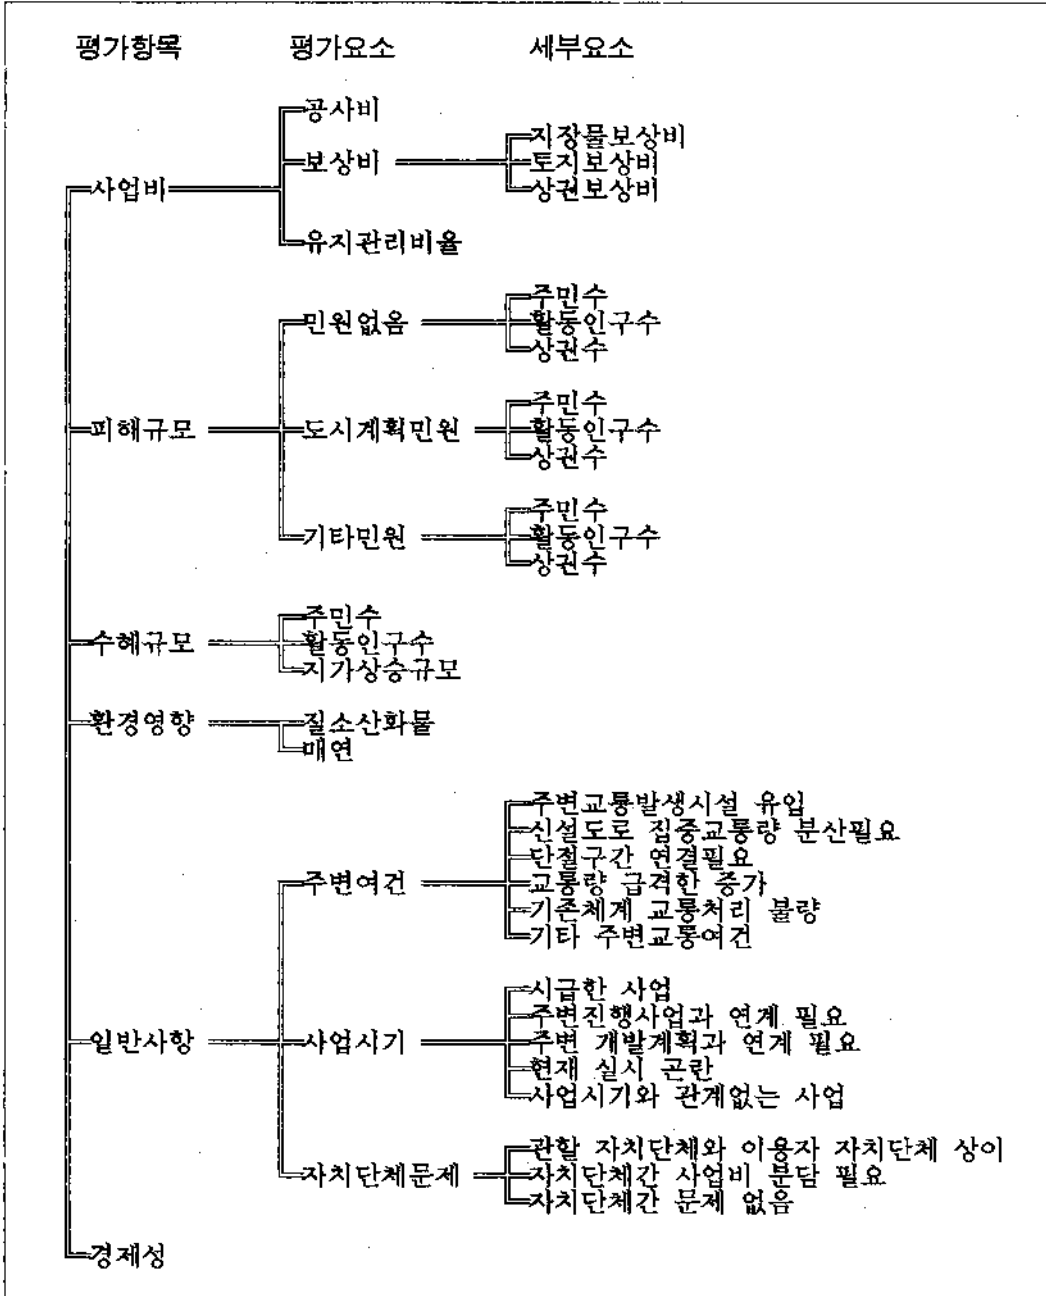 평가항목 평가요소 세부요소
공사비
지장물보상비
보상비 토지보상비
사업비 상권보상비
유지관리비율
주민수
민원없음 활동인구수
상권수
주민수
피해규모 도시계획민원 활동인구수
상권수
주민수
기타민원 활동인구수
상권수
주민수
수혜규모 활동인구수
지가상승규모
환경영향 질소산화물
매연
주변교통발생시설 유입
신설도로 집중교통량 분산필요
단절구간 연결필요
주변여건 교통량 급격한 증가
기존체계 교통처리 불량
기타 주변교통여건
시급한 사업
주변진행사업과 연계 필요
일반사항 사업시기 주변 개발계획과 연계 필요
현재 실시 곤란
사업시기와 관계없는 사업
관할 자치단체와 이용자 자치단체 상이
자치단체문제 자치단체간 사업비 분담 필요
자치단체간 문제 없음
경제성